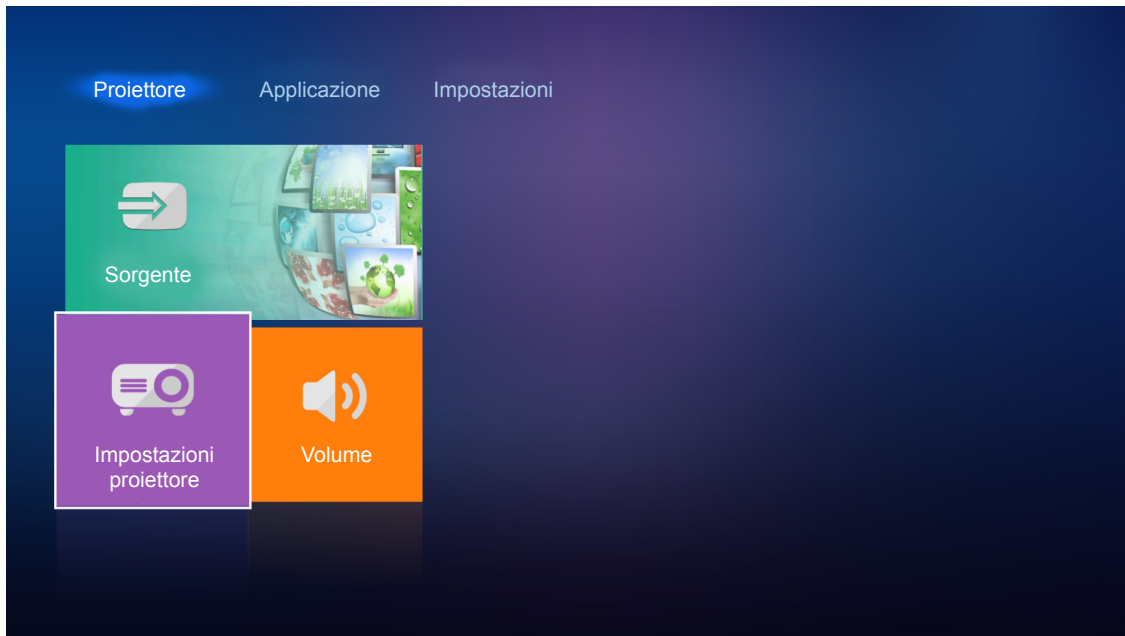 Proiettore Applicazione Impostazioni
Sorgente
Impostazioni
proiettore
Volume